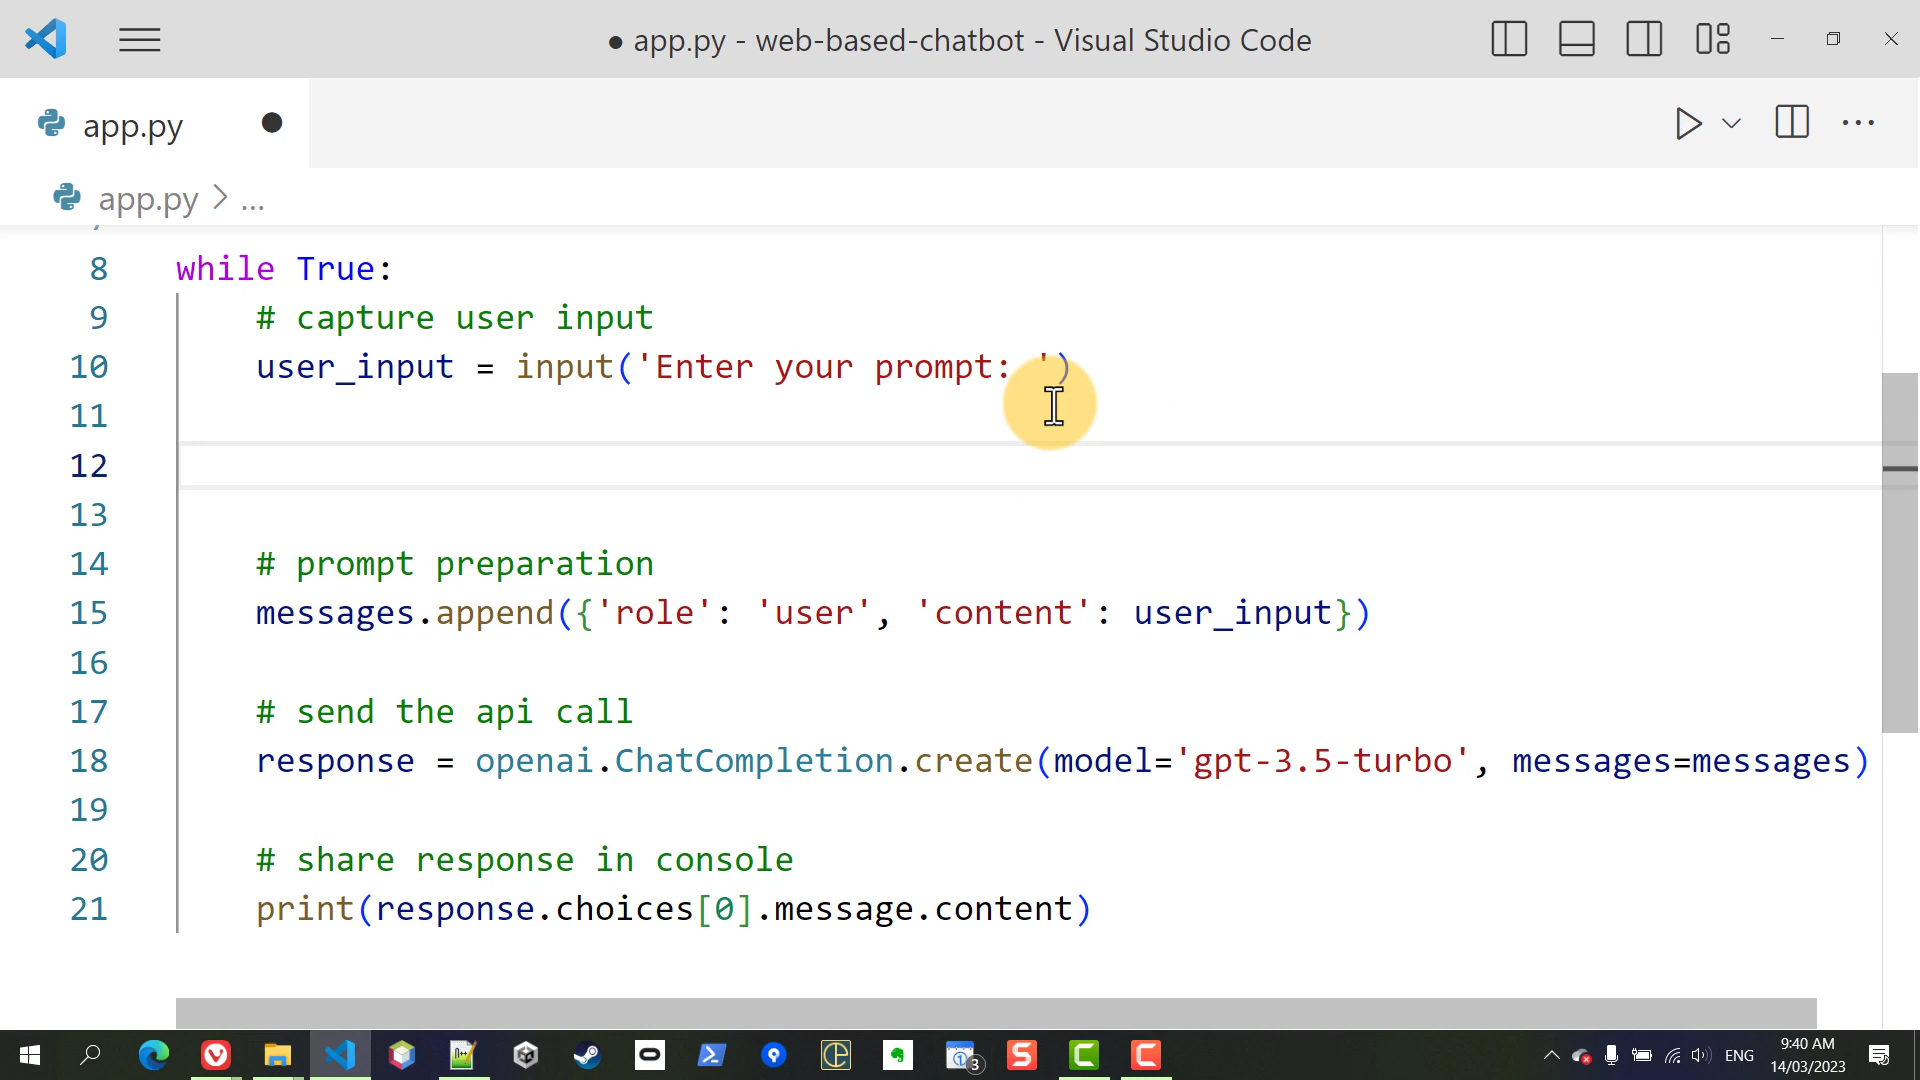 ● app.py - web-based-chatbot - Visual Studio Code
app.py ●
app.py > ...
8 while True:
9 # capture user input
10 user_input = input('Enter your prompt: ')
11
12
13
14 # prompt preparation
15 messages.append({'role': 'user', 'content': user_input})
16
17 # send the api call
18 response = openai.ChatCompletion.create(model='gpt-3.5-turbo', messages=messages)
19
20 # share response in console
21 print(response.choices[0].message.content)
3
ENG
9:40 AM
14/03/2023